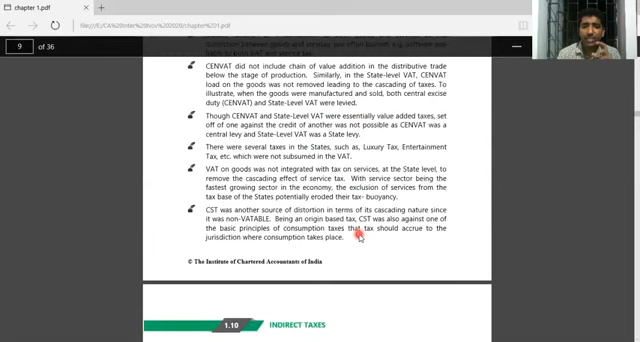 chapter 1.pdf
file:///E:/CA Inter Nov 2020/chapter%201.pdf
9 of 36
CENVAT did not include chain of value addition in the distributive trade
below the stage of production. Similarly, in the State-level VAT, CENVAT
load on the goods was not removed leading to the cascading of taxes. To
illustrate, when the goods were manufactured and sold, both central excise
duty (CENVAT) and State-Level VAT were levied.
Though CENVAT and State-Level VAT were essentially value added taxes, set
off of one against the credit of another was not possible as CENVAT was a
central levy and State-Level VAT was a State levy.
There were several taxes in the States, such as, Luxury Tax, Entertainment
Tax, etc. which were not subsumed in the VAT.
VAT on goods was not integrated with tax on services, at the State level, to
remove the cascading effect of service tax. With service sector being the
fastest growing sector in the economy, the exclusion of services from the
tax base of the States potentially eroded their tax- buoyancy.
CST was another source of distortion in terms of its cascading nature since
it was non-VATABLE. Being an origin based tax, CST was also against one of
the basic principles of consumption taxes that tax should accrue to the
jurisdiction where consumption takes place.
© The Institute of Chartered Accountants of India
1.10 INDIRECT TAXES